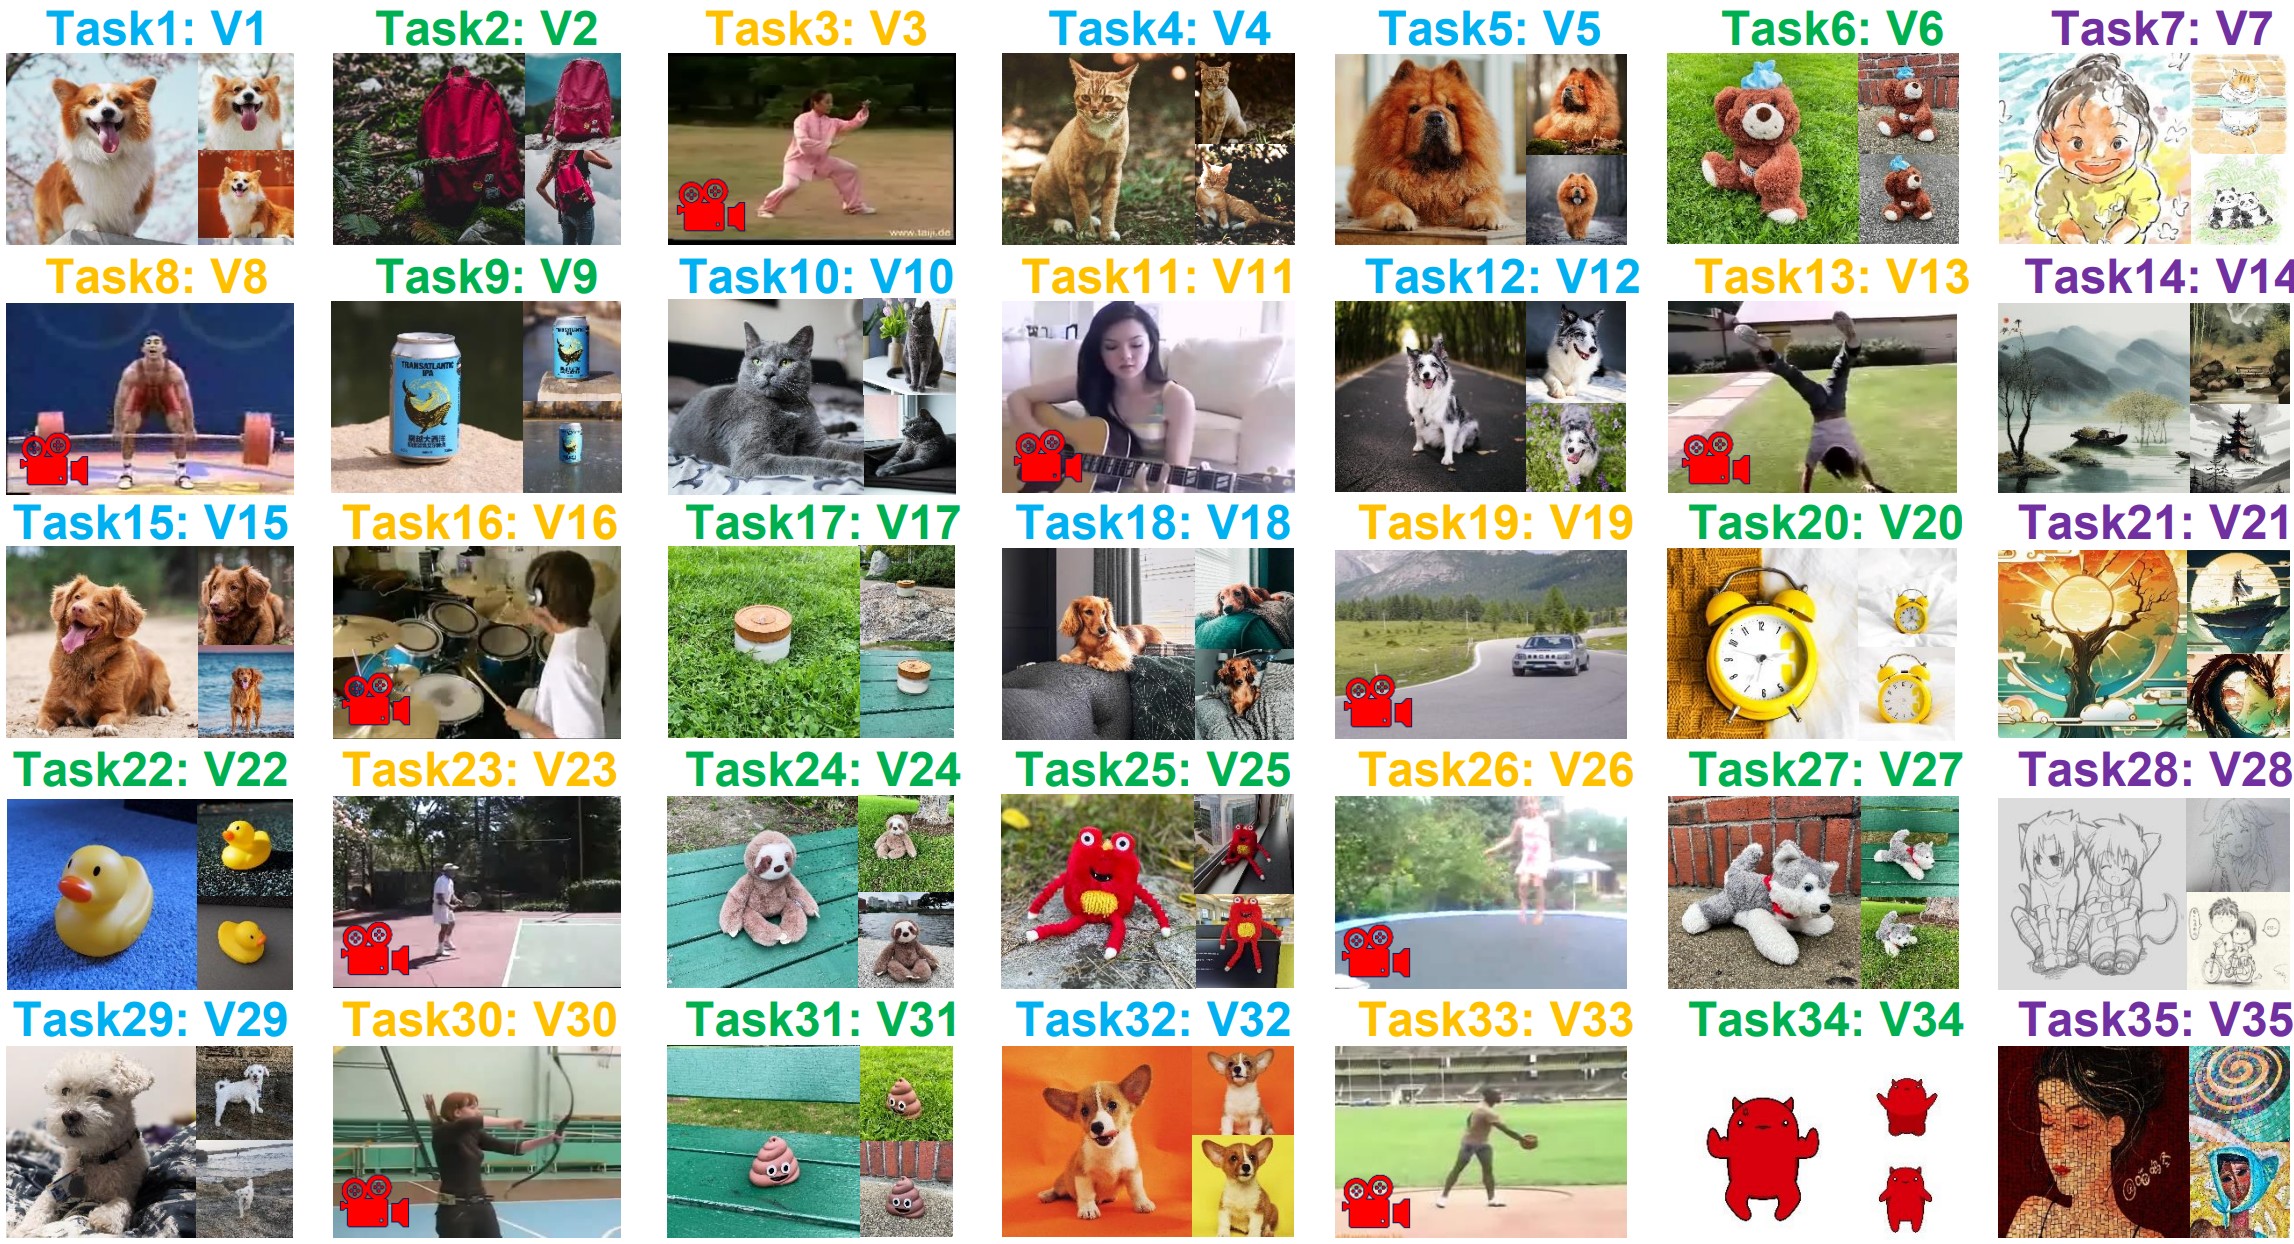 Task1: V1
Task2: V2
Task3: V3
Task4: V4
Task5: V5
Task6: V6
Task7: V7
www.taiji.de
Task8: V8
Task9: V9
Task10: V10
Task11: V11
Task12: V12
Task13: V13
Task14: V14
TRANSATLANTIC
IPA
Task15: V15
Task16: V16
Task17: V17
Task18: V18
Task19: V19
Task20: V20
Task21: V21
Task22: V22
Task23: V23
Task24: V24
Task25: V25
Task26: V26
Task27: V27
Task28: V28
Task29: V29
Task30: V30
Task31: V31
Task32: V32
Task33: V33
Task34: V34
Task35: V35